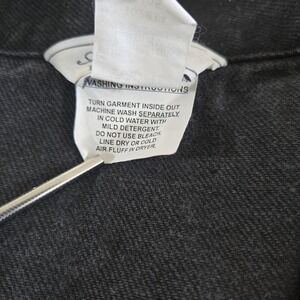 WASHING INSTRUCTIONS
TURN GARMENT INSIDE OUT
MACHINE WASH SEPARATELY
IN COLD WATER WITH
MILD DETERGENT.
DO NOT USE BLEACH.
LINE DRY OR COLD
AIR FLUFF IN DRYER.